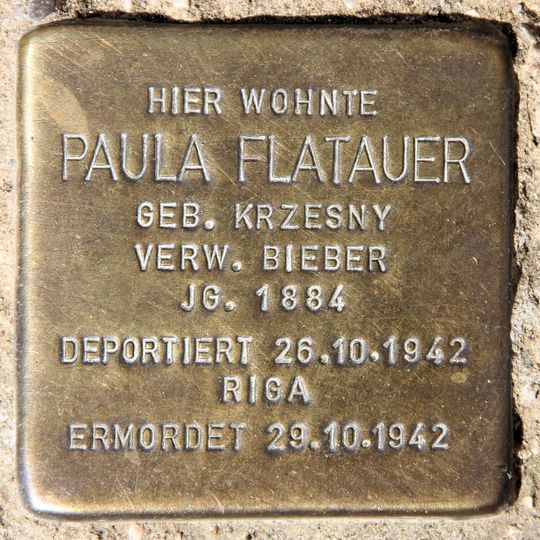 HIER WOHNTE
PAULA FLATAUER
GEB. KRZESNY
VERW. BIEBER
JG. 1884
DEPORTIERT 26.10.1942
RIGA
ERMORDET 29.10.1942